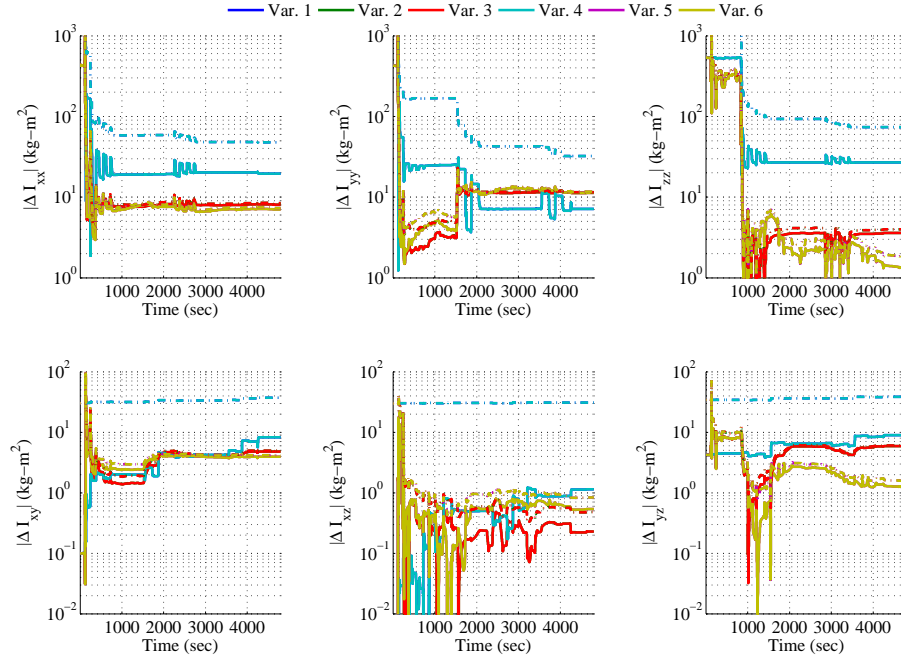 Var. 1 Var. 2 Var. 3 Var. 4 Var. 5 Var. 6
10^3 10^3 10^3
10^2 10^2 10^2
10^1 10^1 10^1
10^0 10^0 10^0
|Δ I_xx| (kg−m^2) |Δ I_yy| (kg−m^2) |Δ I_zz| (kg−m^2)
1000 2000 3000 4000 1000 2000 3000 4000 1000 2000 3000 4000
Time (sec) Time (sec) Time (sec)
10^2 10^2 10^2
10^1 10^1 10^1
10^0 10^0 10^0
10^−1 10^−1 10^−1
10^−2 10^−2 10^−2
|Δ I_xy| (kg−m^2) |Δ I_xz| (kg−m^2) |Δ I_yz| (kg−m^2)
1000 2000 3000 4000 1000 2000 3000 4000 1000 2000 3000 4000
Time (sec) Time (sec) Time (sec)